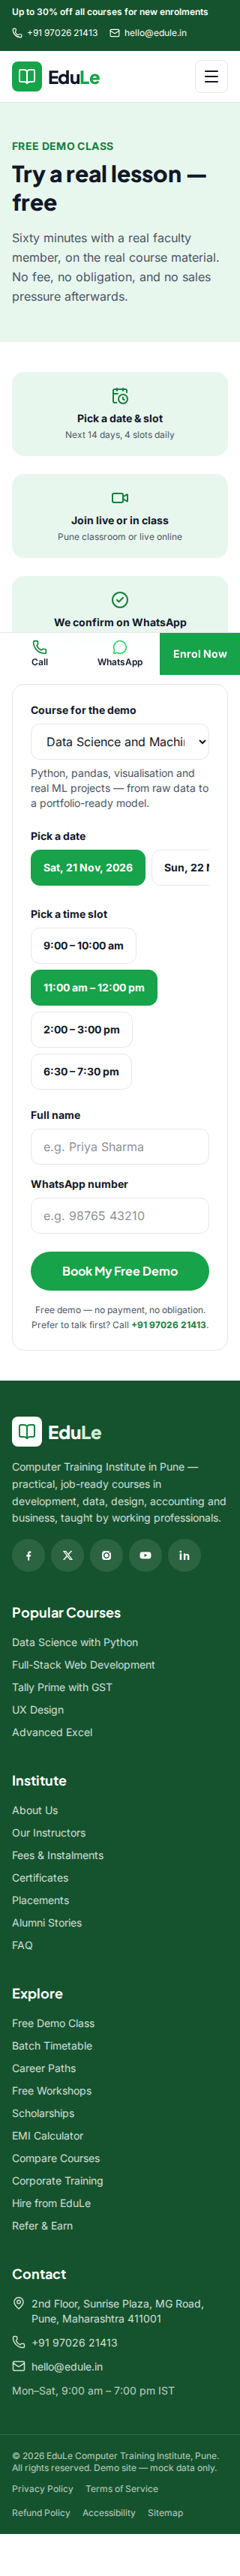 Up to 30% off all courses for new enrolments
+91 97026 21413 hello@edule.in
EduLe
FREE DEMO CLASS
Try a real lesson —
free
Sixty minutes with a real faculty
member, on the real course material.
No fee, no obligation, and no sales
pressure afterwards.
Pick a date & slot
Next 14 days, 4 slots daily
Join live or in class
Pune classroom or live online
We confirm on WhatsApp
Call WhatsApp Enrol Now
Course for the demo
Data Science and Machin
Python, pandas, visualisation and
real ML projects — from raw data to
a portfolio-ready model.
Pick a date
Sat, 21 Nov, 2026 Sun, 22
Pick a time slot
9:00 – 10:00 am
11:00 am – 12:00 pm
2:00 – 3:00 pm
6:30 – 7:30 pm
Full name
e.g. Priya Sharma
WhatsApp number
e.g. 98765 43210
Book My Free Demo
Free demo — no payment, no obligation.
Prefer to talk first? Call +91 97026 21413.
EduLe
Computer Training Institute in Pune —
practical, job-ready courses in
development, data, design, accounting and
business, taught by working professionals.
Popular Courses
Data Science with Python
Full-Stack Web Development
Tally Prime with GST
UX Design
Advanced Excel
Institute
About Us
Our Instructors
Fees & Instalments
Certificates
Placements
Alumni Stories
FAQ
Explore
Free Demo Class
Batch Timetable
Career Paths
Free Workshops
Scholarships
EMI Calculator
Compare Courses
Corporate Training
Hire from EduLe
Refer & Earn
Contact
2nd Floor, Sunrise Plaza, MG Road,
Pune, Maharashtra 411001
+91 97026 21413
hello@edule.in
Mon–Sat, 9:00 am – 7:00 pm IST
© 2026 EduLe Computer Training Institute, Pune.
All rights reserved. Demo site — mock data only.
Privacy Policy Terms of Service
Refund Policy Accessibility Sitemap